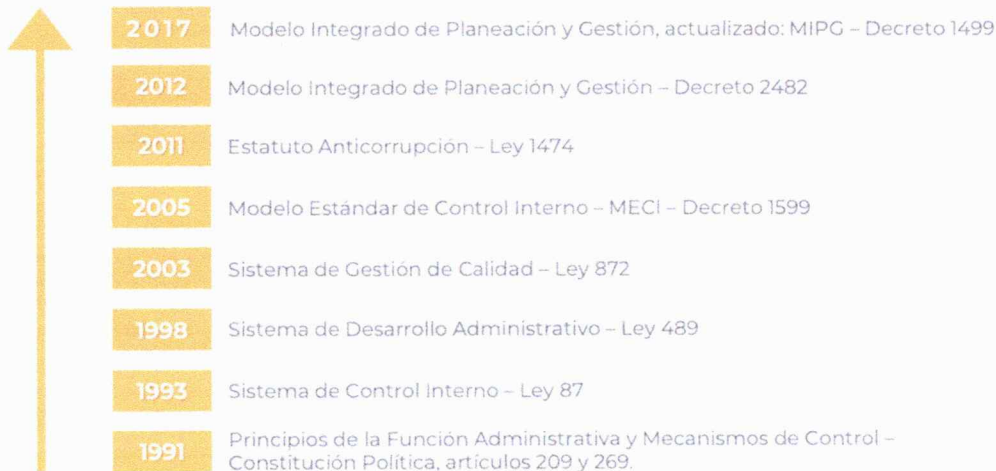 2017 Modelo Integrado de Planeación y Gestión, actualizado: MIPG – Decreto 1499
2012 Modelo Integrado de Planeación y Gestión – Decreto 2482
2011 Estatuto Anticorrupción – Ley 1474
2005 Modelo Estándar de Control Interno – MECI – Decreto 1599
2003 Sistema de Gestión de Calidad – Ley 872
1998 Sistema de Desarrollo Administrativo – Ley 489
1993 Sistema de Control Interno – Ley 87
1991 Principios de la Función Administrativa y Mecanismos de Control –
Constitución Política, artículos 209 y 269.